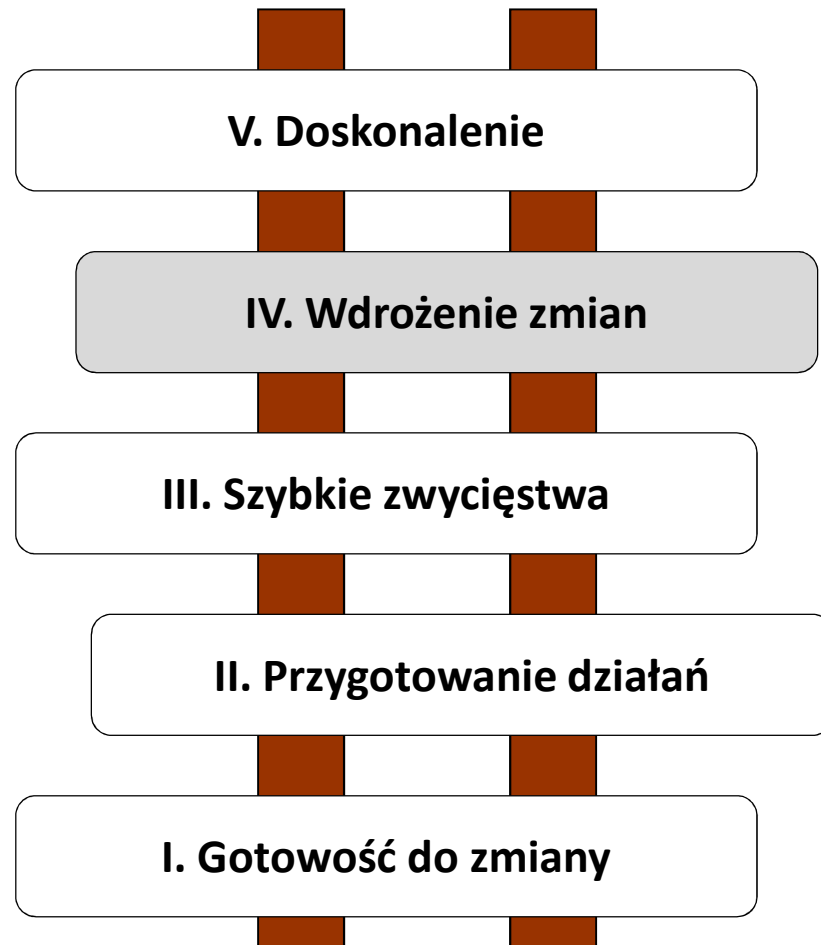 V. Doskonalenie
IV. Wdrożenie zmian
III. Szybkie zwycięstwa
II. Przygotowanie działań
I. Gotowość do zmiany